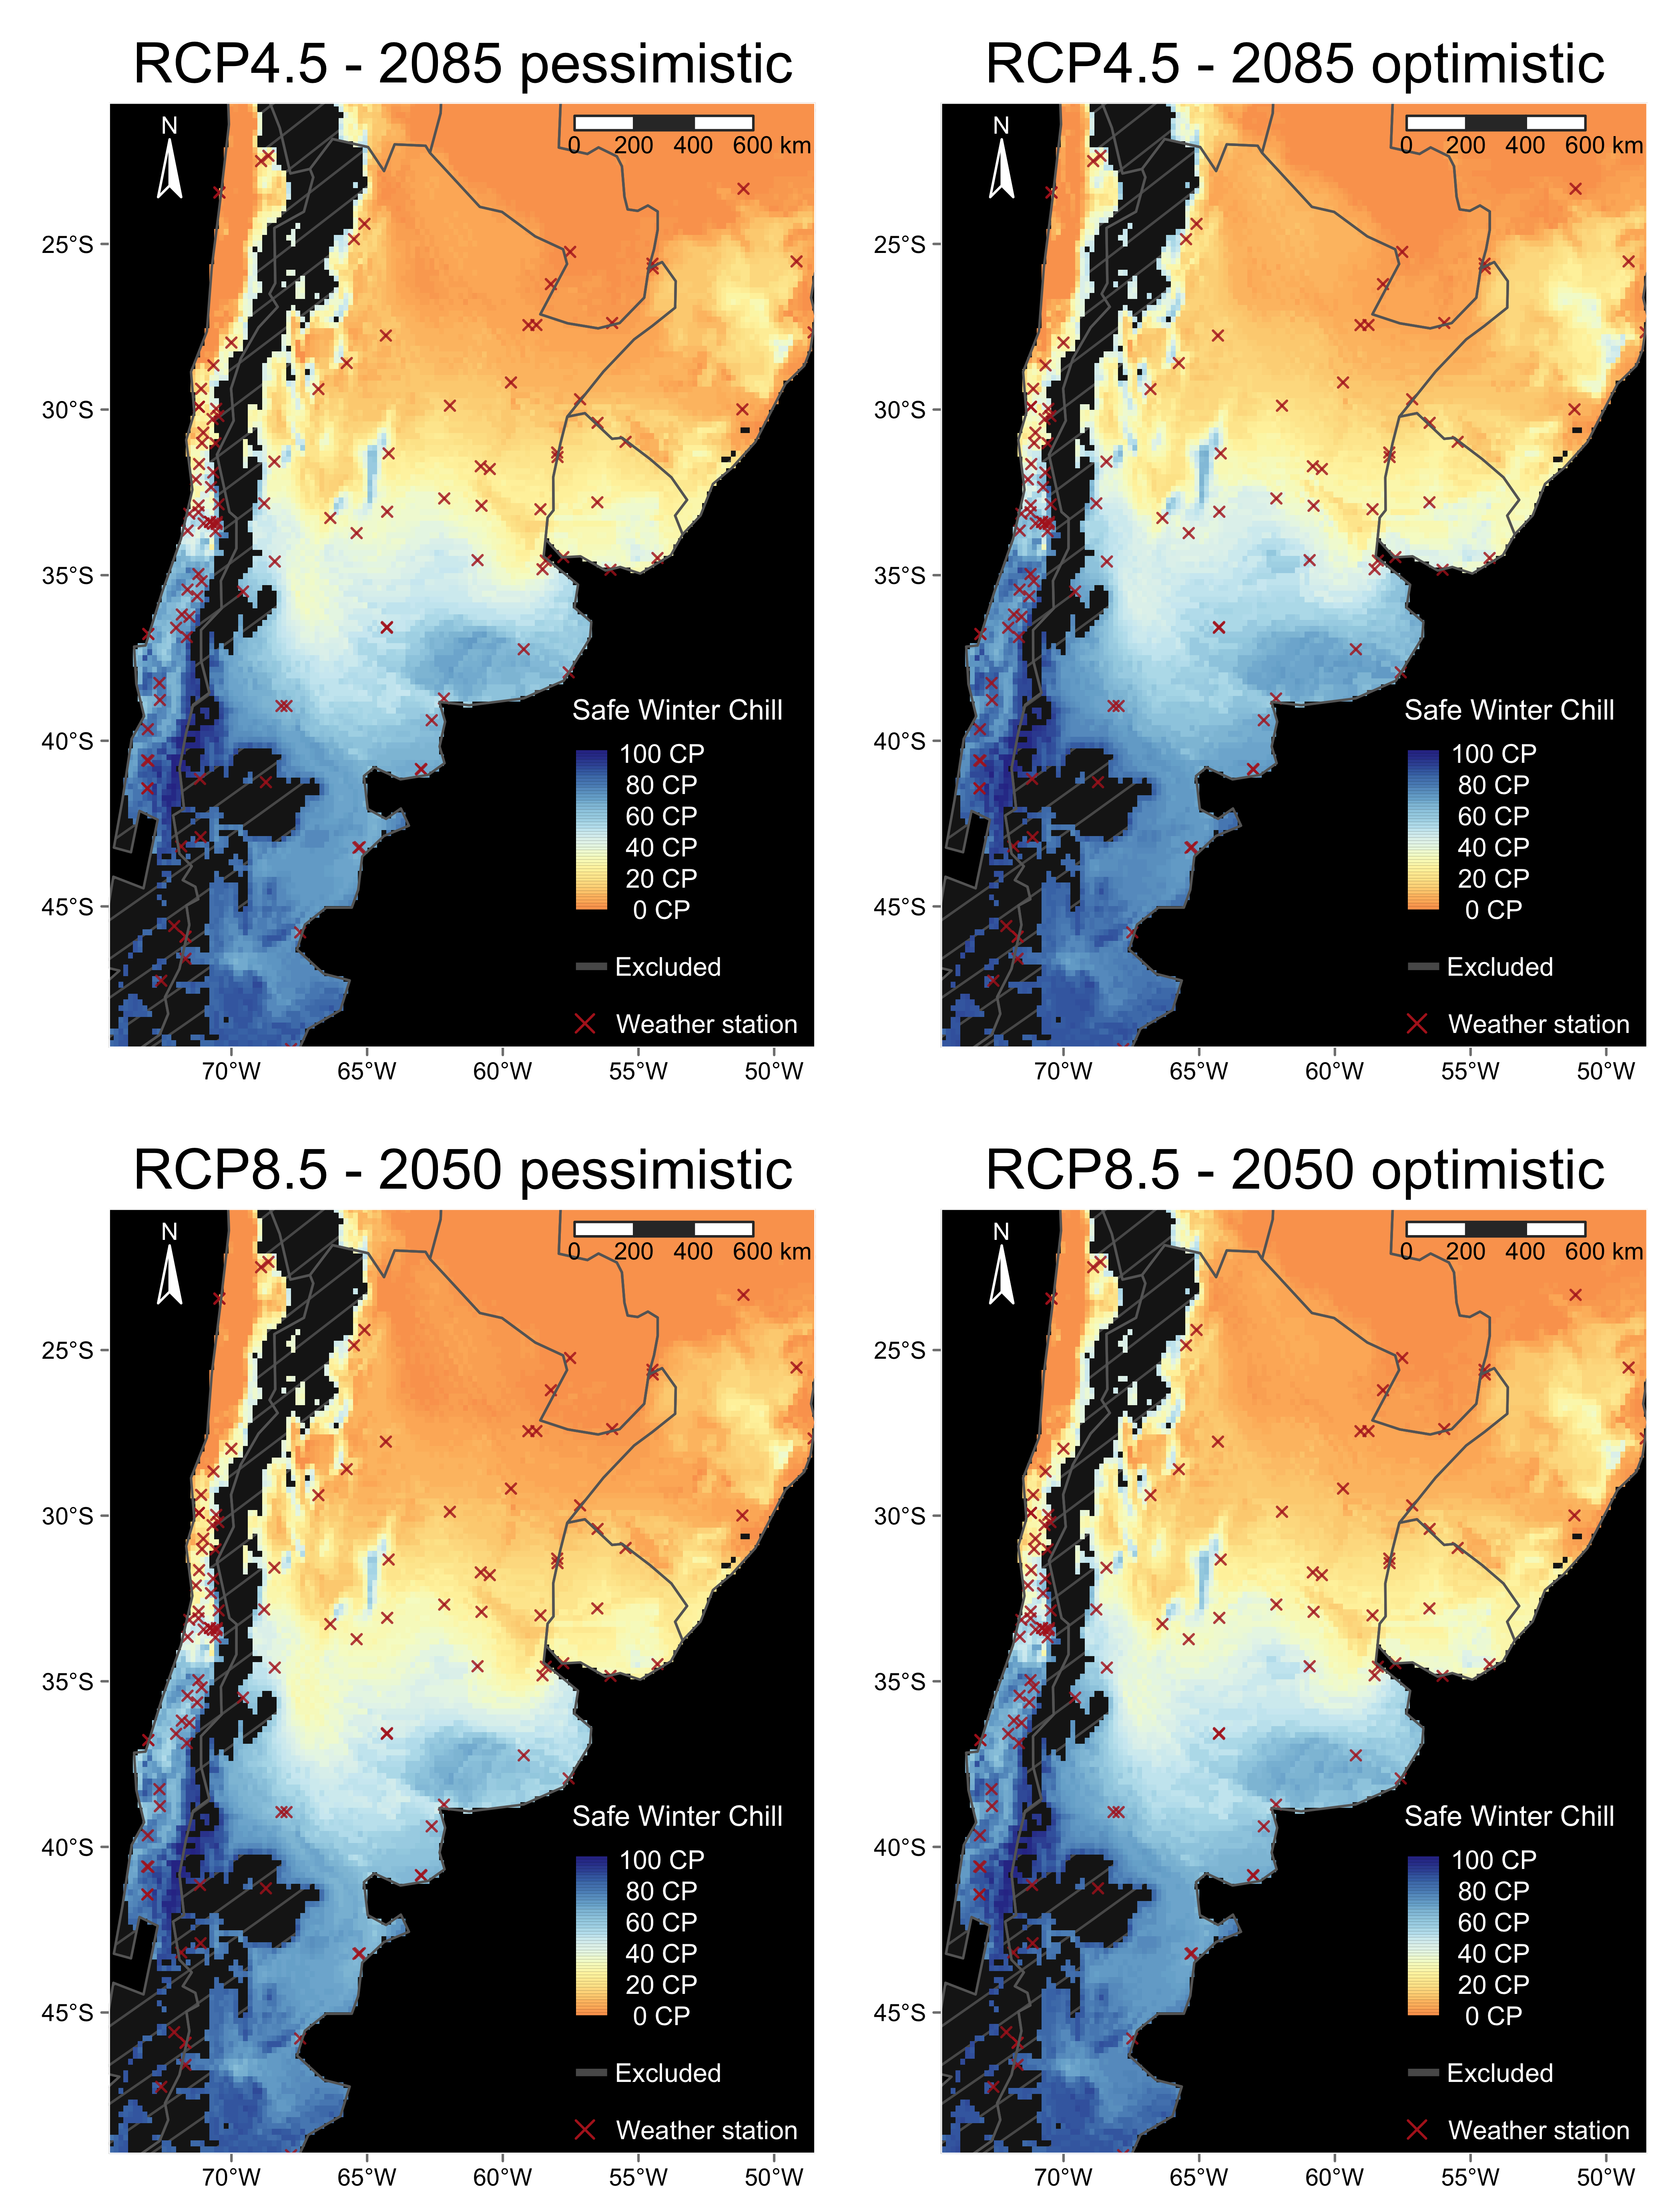 RCP4.5 - 2085 pessimistic
N
0 200 400 600 km
25°S
30°S
35°S
40°S
45°S
Safe Winter Chill
100 CP
80 CP
60 CP
40 CP
20 CP
0 CP
Excluded
Weather station
70°W 65°W 60°W 55°W 50°W
RCP4.5 - 2085 optimistic
N
0 200 400 600 km
25°S
30°S
35°S
40°S
45°S
Safe Winter Chill
100 CP
80 CP
60 CP
40 CP
20 CP
0 CP
Excluded
Weather station
70°W 65°W 60°W 55°W 50°W
RCP8.5 - 2050 pessimistic
N
0 200 400 600 km
25°S
30°S
35°S
40°S
45°S
Safe Winter Chill
100 CP
80 CP
60 CP
40 CP
20 CP
0 CP
Excluded
Weather station
70°W 65°W 60°W 55°W 50°W
RCP8.5 - 2050 optimistic
N
0 200 400 600 km
25°S
30°S
35°S
40°S
45°S
Safe Winter Chill
100 CP
80 CP
60 CP
40 CP
20 CP
0 CP
Excluded
Weather station
70°W 65°W 60°W 55°W 50°W